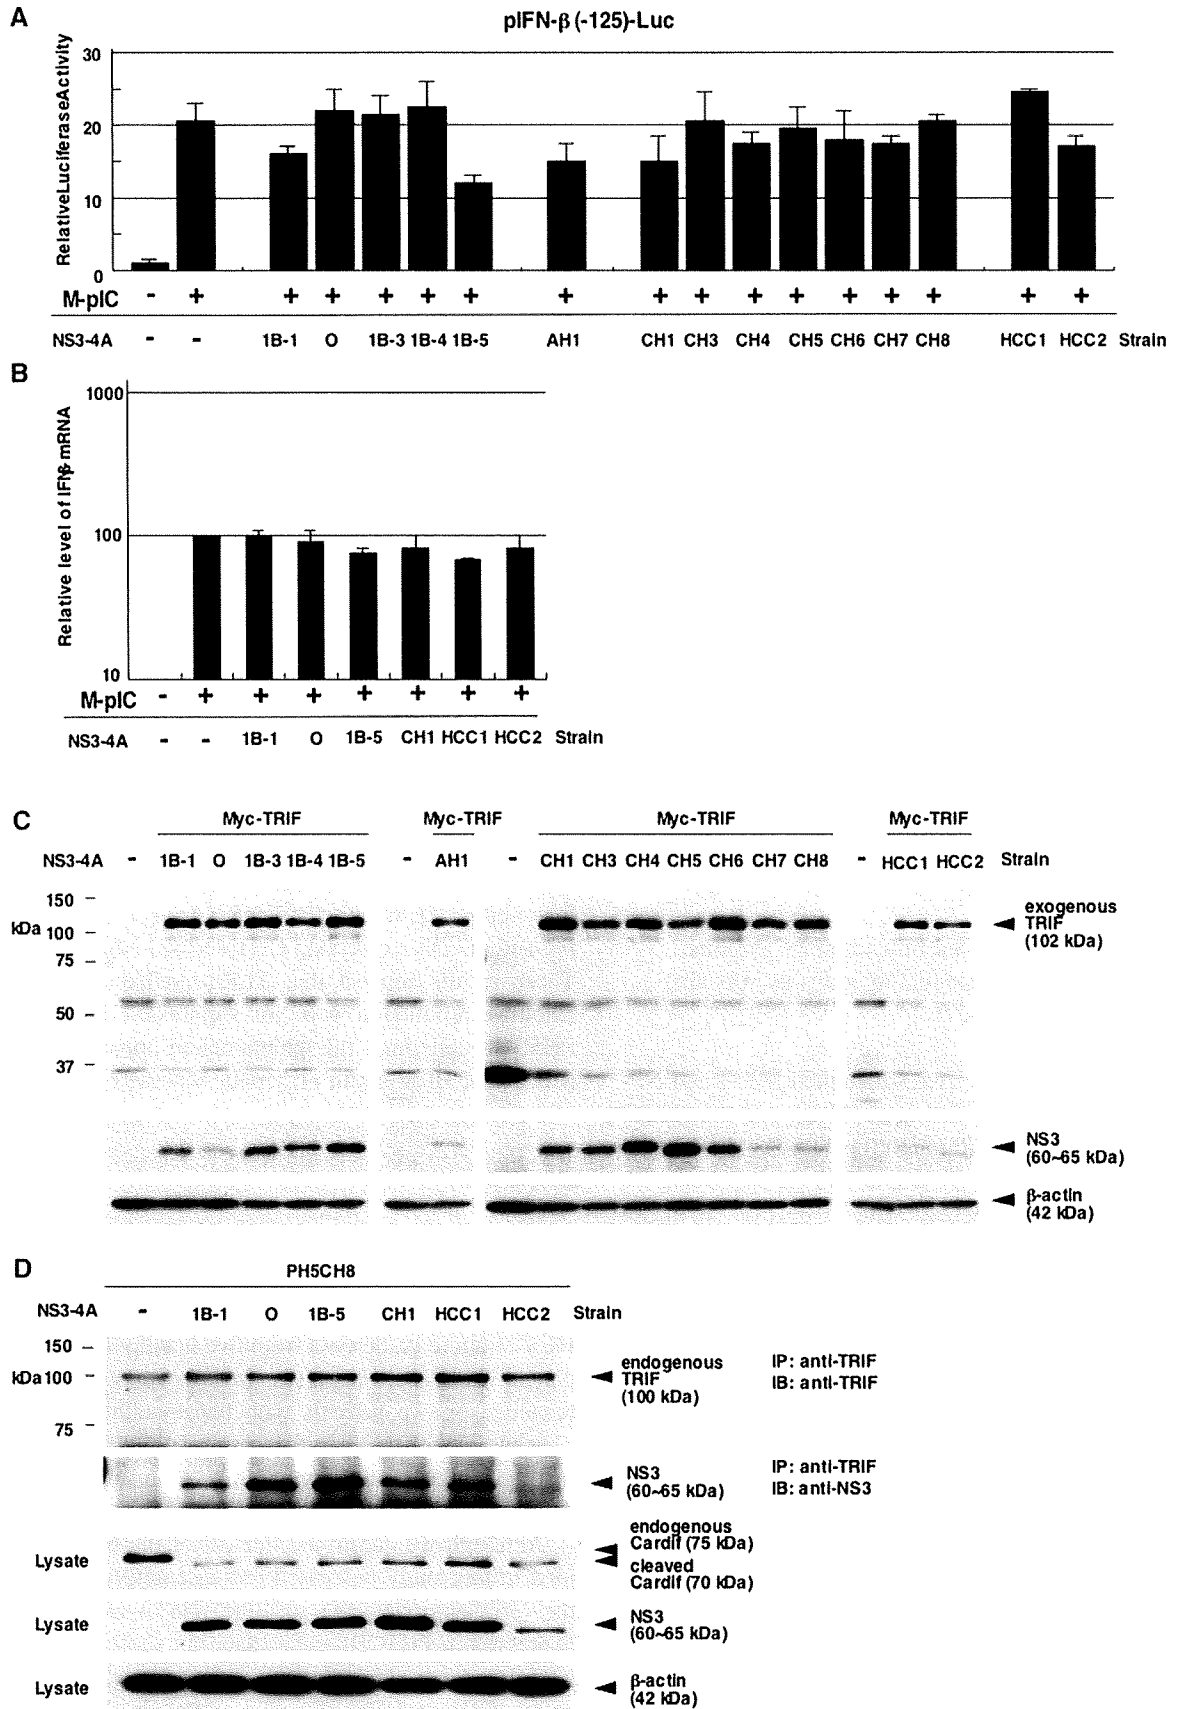 A
pIFN-β (-125)-Luc
RelativeLuciferaseActivity
30
20
10
0
M-pIC - + + + + + + + + + + + + + + + +
NS3-4A - - 1B-1 O 1B-3 1B-4 1B-5 AH1 CH1 CH3 CH4 CH5 CH6 CH7 CH8 HCC1 HCC2 Strain
B
Relative level of IFNβ mRNA
1000
100
10
M-pIC - + + + + + + +
NS3-4A - - 1B-1 O 1B-5 CH1 HCC1 HCC2 Strain
C
Myc-TRIF Myc-TRIF Myc-TRIF Myc-TRIF
NS3-4A - 1B-1 O 1B-3 1B-4 1B-5 - AH1 - CH1 CH3 CH4 CH5 CH6 CH7 CH8 - HCC1 HCC2 Strain
150
kDa 100
75
50
37
exogenous
TRIF
(102 kDa)
NS3
(60~65 kDa)
β-actin
(42 kDa)
D
PH5CH8
NS3-4A - 1B-1 O 1B-5 CH1 HCC1 HCC2 Strain
150
kDa 100
75
endogenous
TRIF
(100 kDa)
IP: anti-TRIF
IB: anti-TRIF
NS3
(60~65 kDa)
IP: anti-TRIF
IB: anti-NS3
Lysate
endogenous
Cardif (75 kDa)
cleaved
Cardif (70 kDa)
Lysate
NS3
(60~65 kDa)
Lysate
β-actin
(42 kDa)